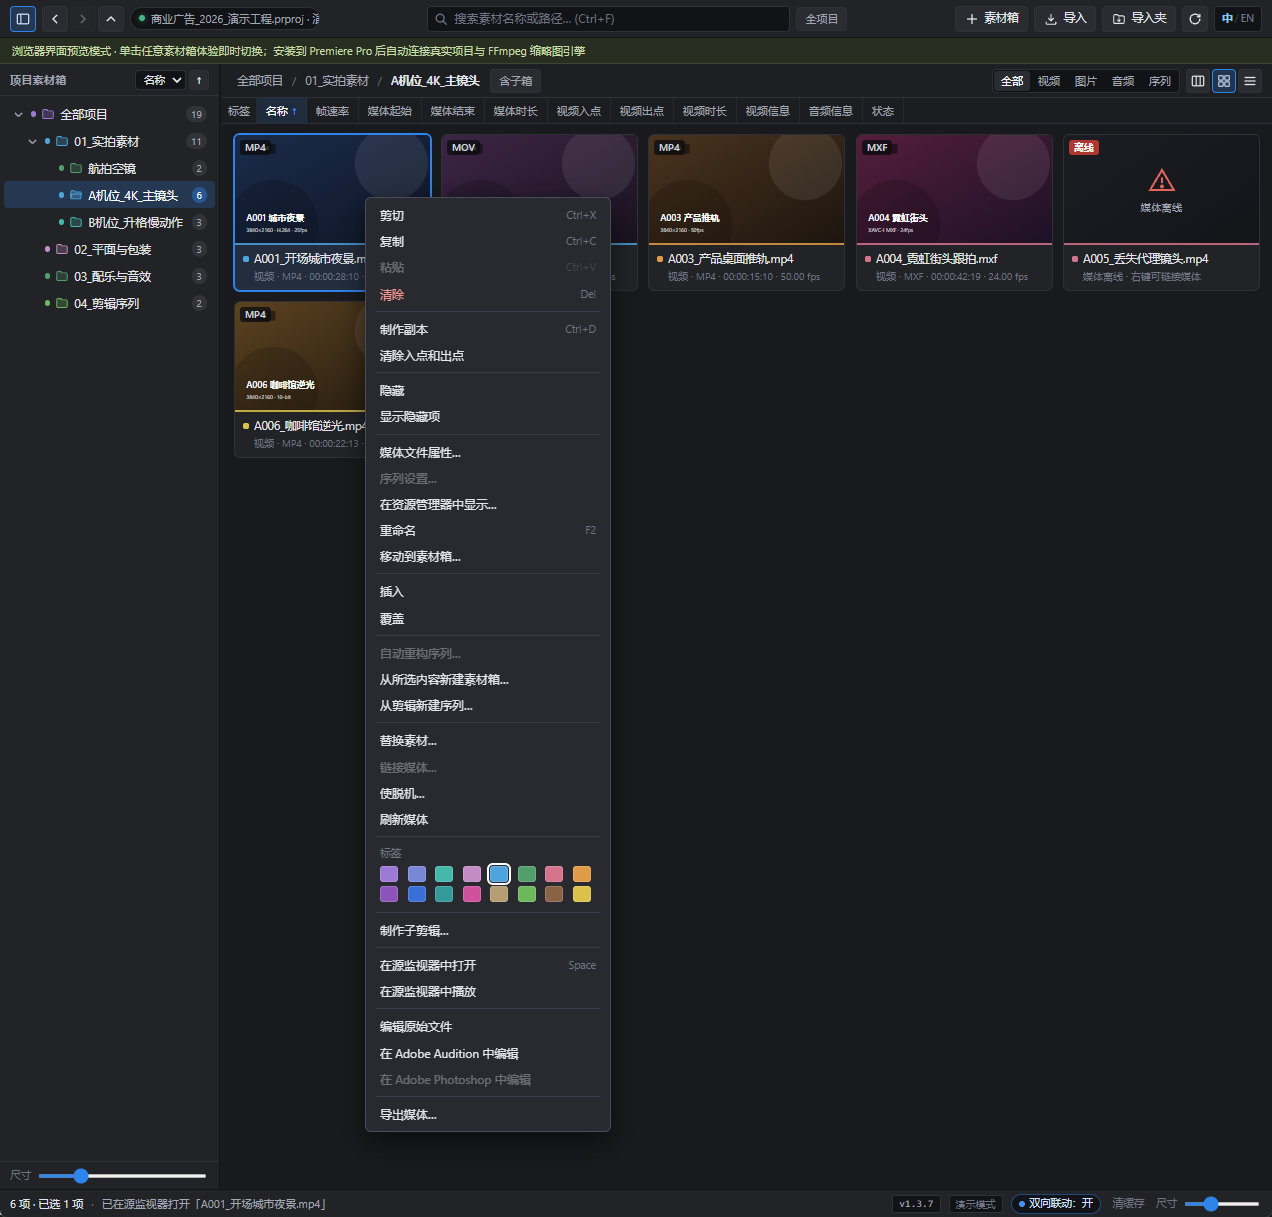 商业广告_2026_演示工程.prproj · 演
搜索素材名称或路径... (Ctrl+F)
全项目
素材箱
导入
导入夹
中 / EN
浏览器界面预览模式 · 单击任意素材箱体验即时切换；安装到 Premiere Pro 后自动连接真实项目与 FFmpeg 缩略图引擎
项目素材箱
名称
↑
全部项目 / 01_实拍素材 / A机位_4K_主镜头
含子箱
全部 视频 图片 音频 序列
标签 名称 ↑ 帧速率 媒体起始 媒体结束 媒体时长 视频入点 视频出点 视频时长 视频信息 音频信息 状态
全部项目 19
01_实拍素材 11
航拍空镜 2
A机位_4K_主镜头 6
B机位_升格慢动作 3
02_平面与包装 3
03_配乐与音效 3
04_剪辑序列 2
MP4
A001 城市夜景
3840×2160 · H.264 · 25fps
A001_开场城市夜景.m
视频 · MP4 · 00:00:28:10 ·
MOV
MP4
A003 产品推轨
3840×2160 · 50fps
A003_产品桌面推轨.mp4
视频 · MP4 · 00:00:15:10 · 50.00 fps
MXF
A004 霓虹街头
XAVC-I MXF · 24fps
A004_霓虹街头跟拍.mxf
视频 · MXF · 00:00:42:19 · 24.00 fps
离线
媒体离线
A005_丢失代理镜头.mp4
媒体离线 · 右键可链接媒体
MP4
A006 咖啡馆逆光
3840×2160 · 10-bit
A006_咖啡馆逆光.mp4
视频 · MP4 · 00:00:22:13 ·
剪切 Ctrl+X
复制 Ctrl+C
粘贴 Ctrl+V
清除 Del
制作副本 Ctrl+D
清除入点和出点
隐藏
显示隐藏项
媒体文件属性...
序列设置...
在资源管理器中显示...
重命名 F2
移动到素材箱...
插入
覆盖
自动重构序列...
从所选内容新建素材箱...
从剪辑新建序列...
替换素材...
链接媒体...
使脱机...
刷新媒体
标签
制作子剪辑...
在源监视器中打开 Space
在源监视器中播放
编辑原始文件
在 Adobe Audition 中编辑
在 Adobe Photoshop 中编辑
导出媒体...
尺寸
6 项 · 已选 1 项 · 已在源监视器打开「A001_开场城市夜景.mp4」
v1.3.7
演示模式
双向联动：开
清缓存
尺寸